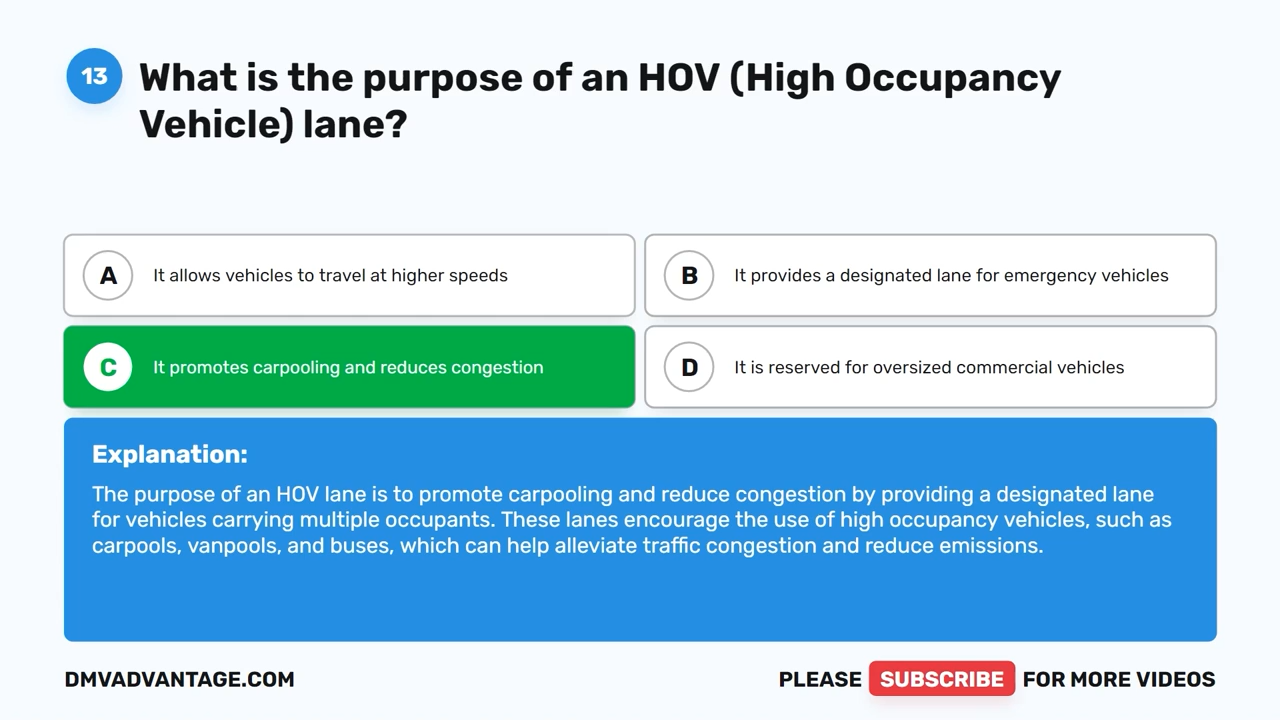 13
What is the purpose of an HOV (High Occupancy
Vehicle) lane?
A It allows vehicles to travel at higher speeds
B It provides a designated lane for emergency vehicles
C It promotes carpooling and reduces congestion
D It is reserved for oversized commercial vehicles
Explanation:
The purpose of an HOV lane is to promote carpooling and reduce congestion by providing a designated lane
for vehicles carrying multiple occupants. These lanes encourage the use of high occupancy vehicles, such as
carpools, vanpools, and buses, which can help alleviate traffic congestion and reduce emissions.
DMVADVANTAGE.COM
PLEASE SUBSCRIBE FOR MORE VIDEOS